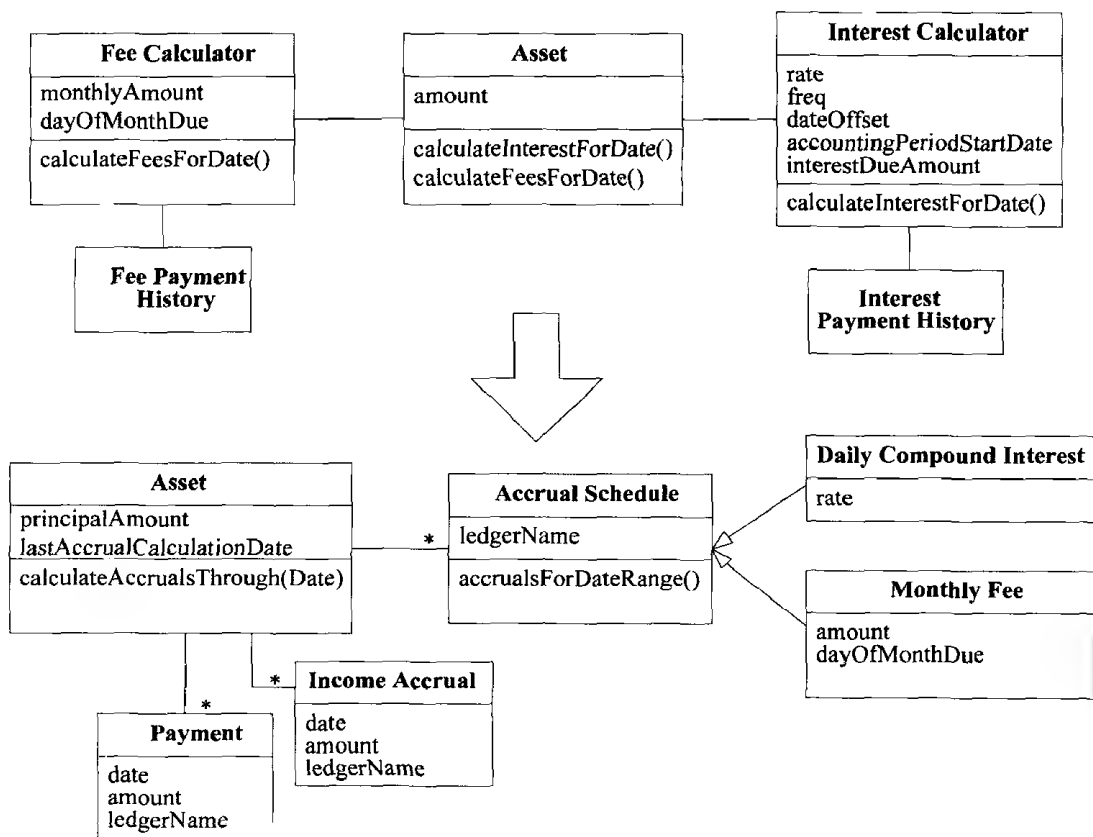 Fee Calculator
monthlyAmount
dayOfMonthDue
calculateFeesForDate()
Fee Payment
History
Asset
amount
calculateInterestForDate()
calculateFeesForDate()
Interest Calculator
rate
freq
dateOffset
accountingPeriodStartDate
interestDueAmount
calculateInterestForDate()
Interest
Payment History
Asset
principalAmount
lastAccrualCalculationDate
calculateAccrualsThrough(Date)
*
Accrual Schedule
ledgerName
accrualsForDateRange()
Daily Compound Interest
rate
Monthly Fee
amount
dayOfMonthDue
*
Income Accrual
date
amount
ledgerName
*
Payment
date
amount
ledgerName